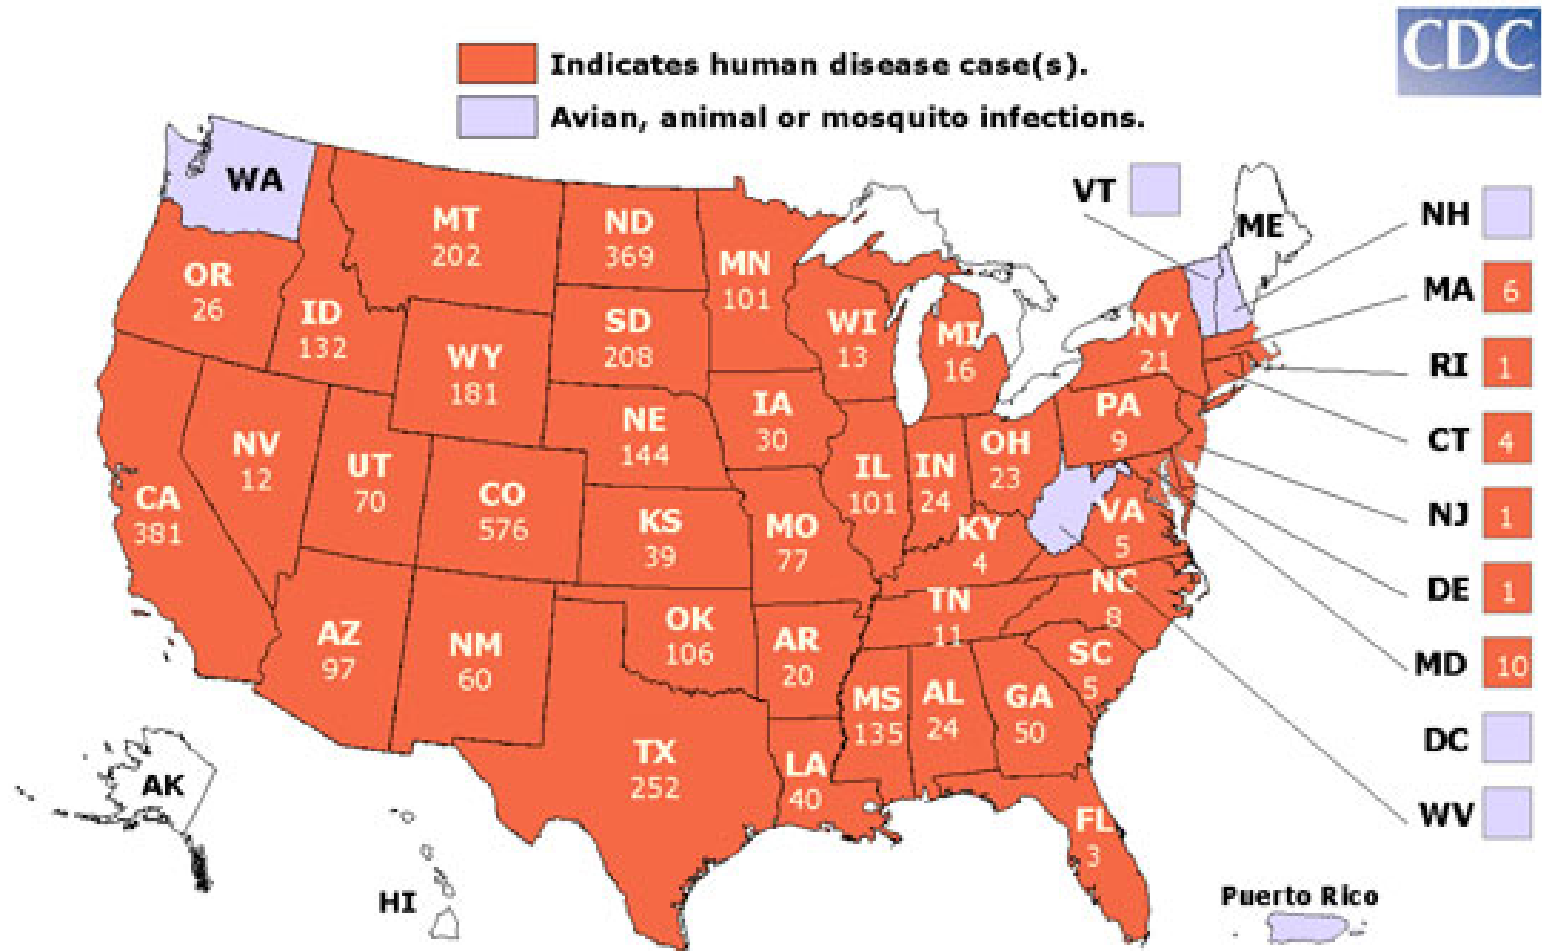 CDC
Indicates human disease case(s).
Avian, animal or mosquito infections.
WA
MT
202
ND
369
MN
101
VT
ME
NH
OR
26
ID
132
WY
181
SD
208
WI
13
MI
16
NY
21
MA 6
RI 1
CT 4
NJ 1
DE 1
MD 10
DC
WV
CA
381
NV
12
UT
70
CO
576
NE
144
KS
39
IA
30
MO
77
IL
101
IN
24
OH
23
PA
9
KY
4
VA
5
AZ
97
NM
60
OK
106
AR
20
TN
11
NC
8
SC
5
MS
135
AL
24
GA
50
TX
252
LA
40
FL
3
AK
HI
Puerto Rico